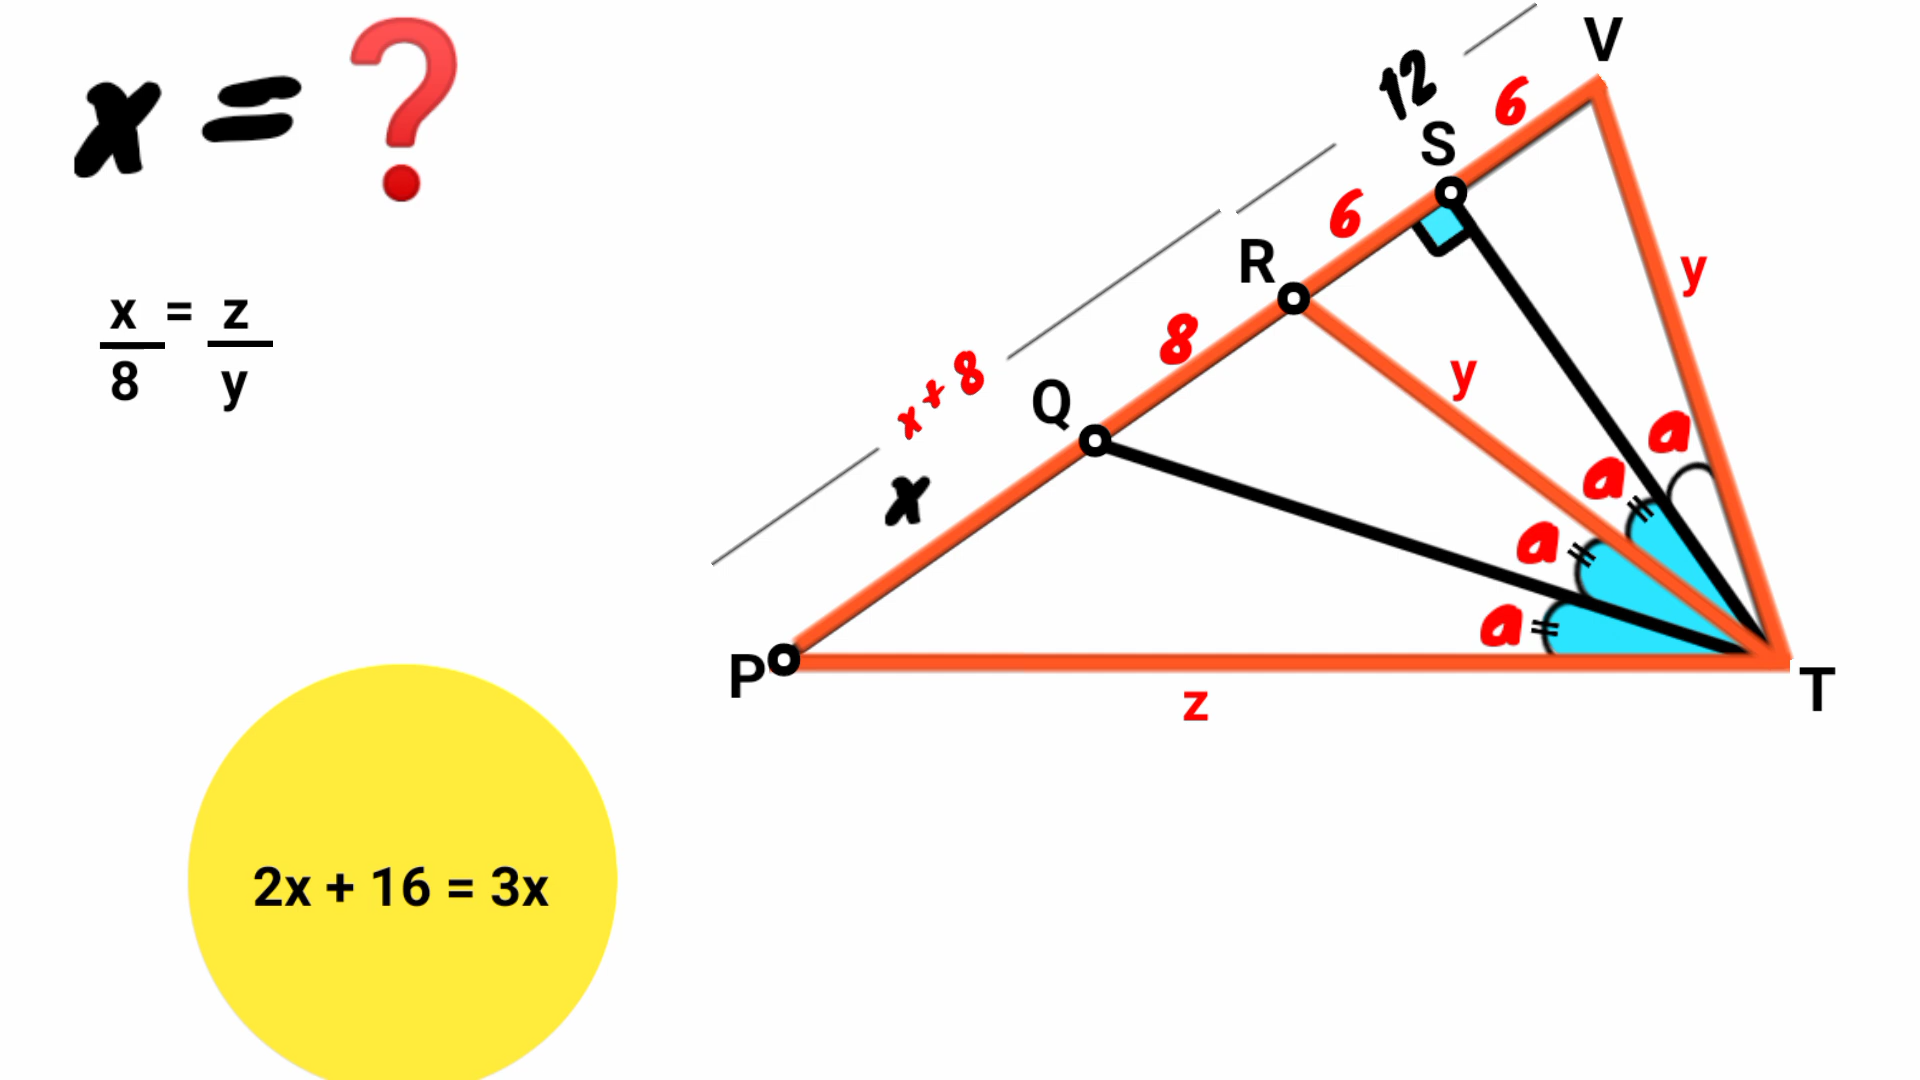 x = ?
x = z
8 y
V
12
6
S
6
R
y
8
y
x + 8
Q
a
a
x
a
a
P
T
z
2x + 16 = 3x